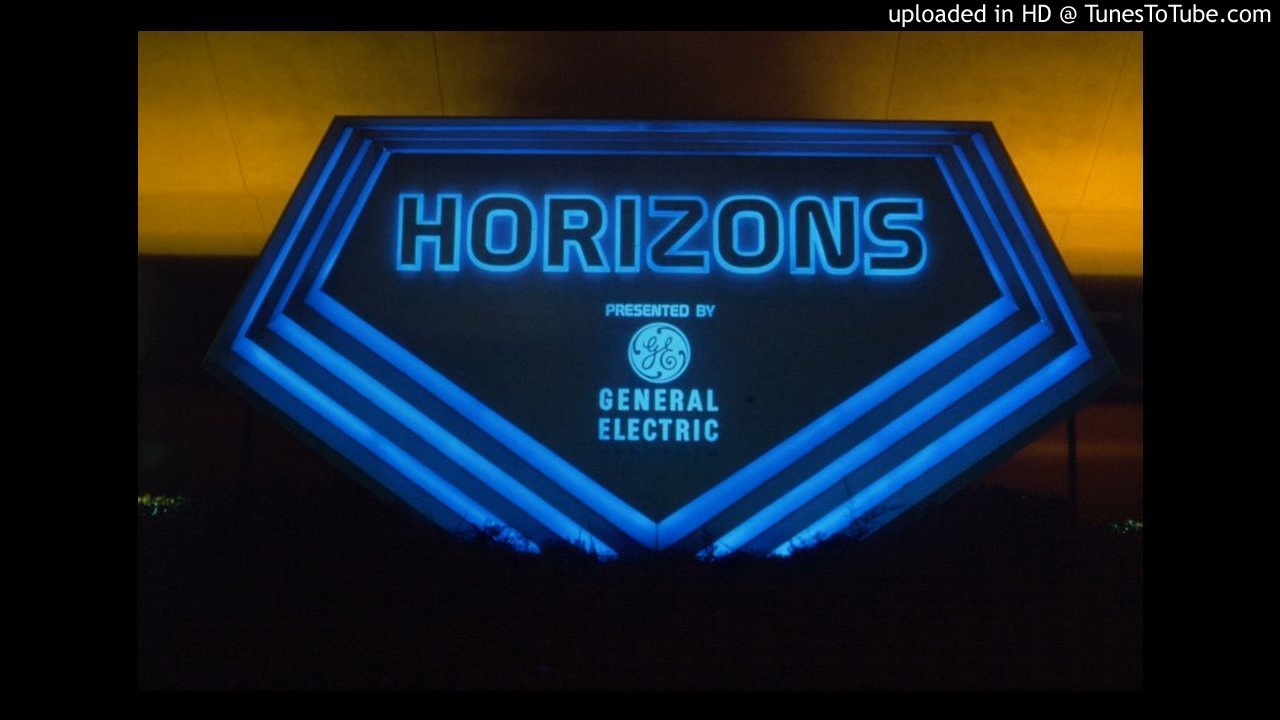 uploaded in HD @ TunesToTube.com
HORIZONS
PRESENTED BY
GE
GENERAL
ELECTRIC